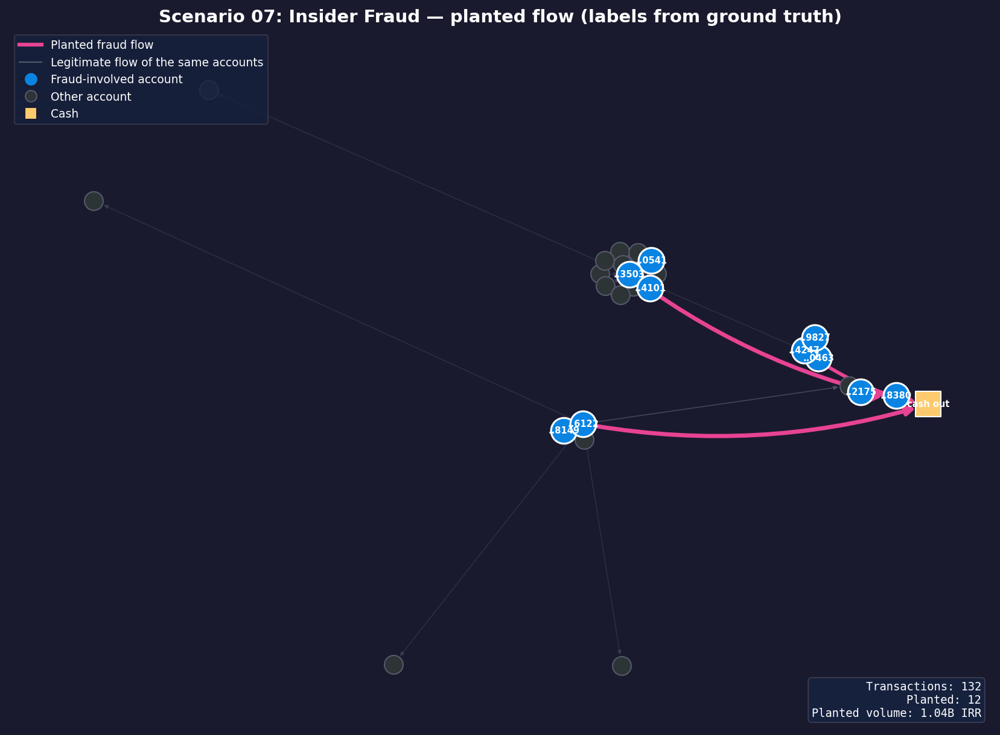 Scenario 07: Insider Fraud — planted flow (labels from ground truth)
Planted fraud flow
Legitimate flow of the same accounts
Fraud-involved account
Other account
Cash
..0541
..3503
..4101
..9827
..4247
..0463
..2175
..8380
cash out
..6122
..8149
Transactions: 132
Planted: 12
Planted volume: 1.04B IRR